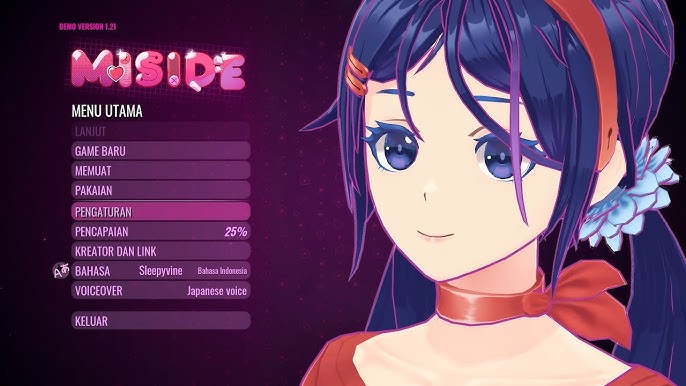 DEMO VERSION 1.21
MiSIDE
MENU UTAMA
LANJUT
GAME BARU
MEMUAT
PAKAIAN
PENGATURAN
PENCAPAIAN 25%
KREATOR DAN LINK
BAHASA Sleepyvine Bahasa Indonesia
VOICEOVER Japanese voice
KELUAR